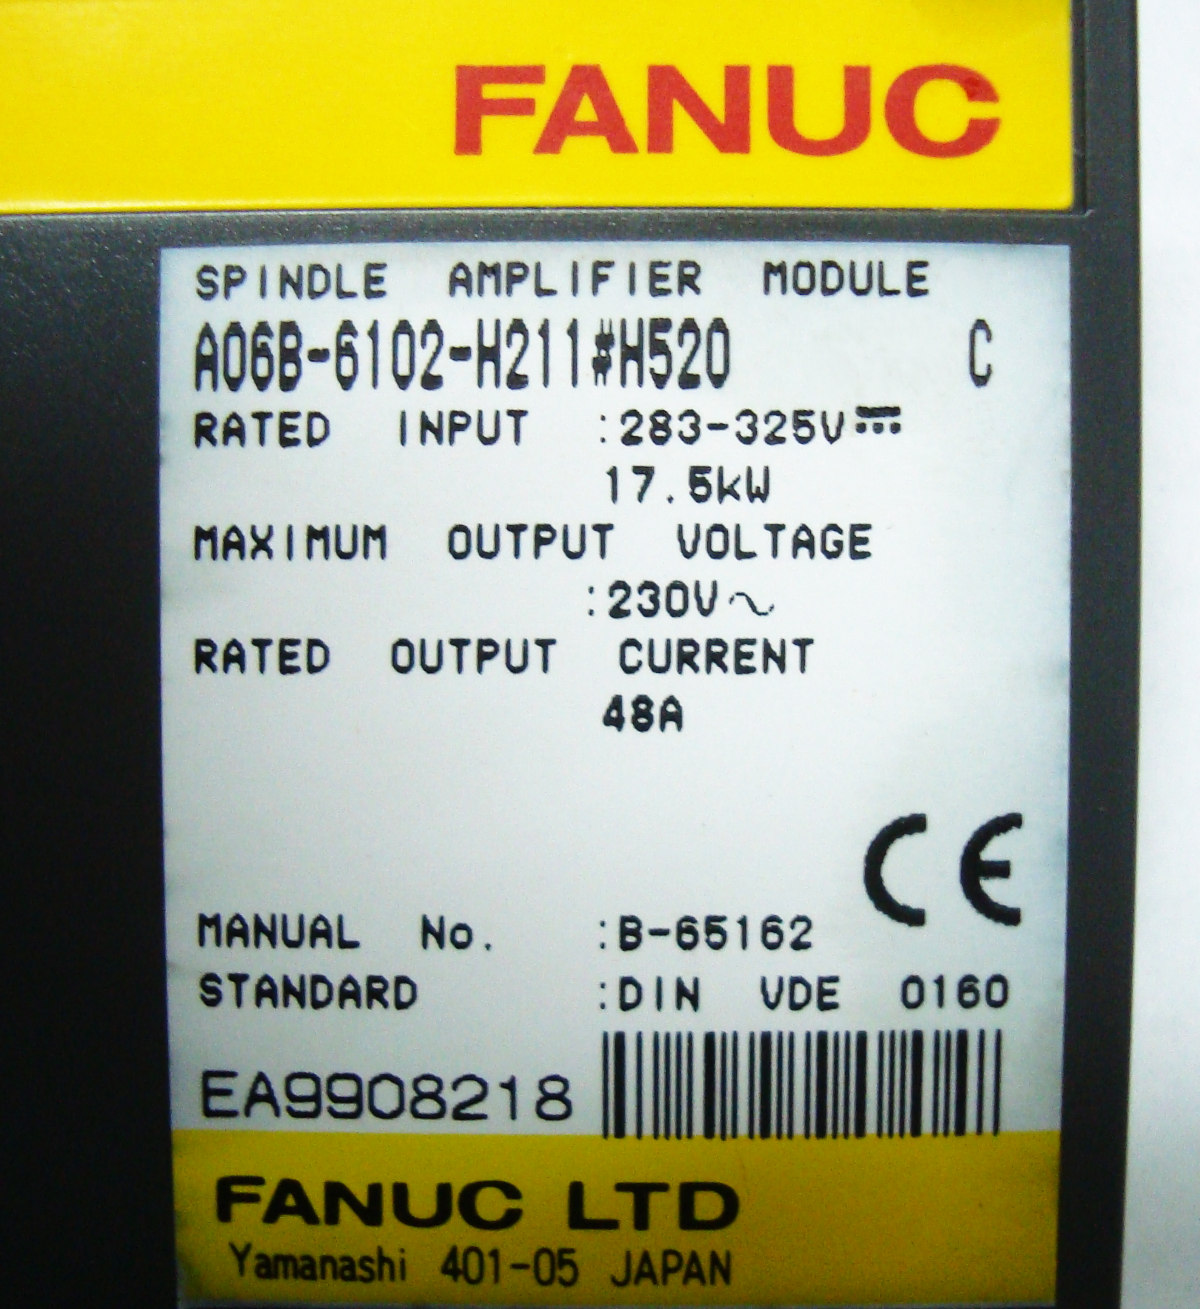 FANUC
SPINDLE AMPLIFIER MODULE
A06B-6102-H211#H520 C
RATED INPUT :283-325V⎓
17.5kW
MAXIMUM OUTPUT VOLTAGE
:230V~
RATED OUTPUT CURRENT
48A
CE
MANUAL No. :B-65162
STANDARD :DIN VDE 0160
EA9908218
FANUC LTD
Yamanashi 401-05 JAPAN